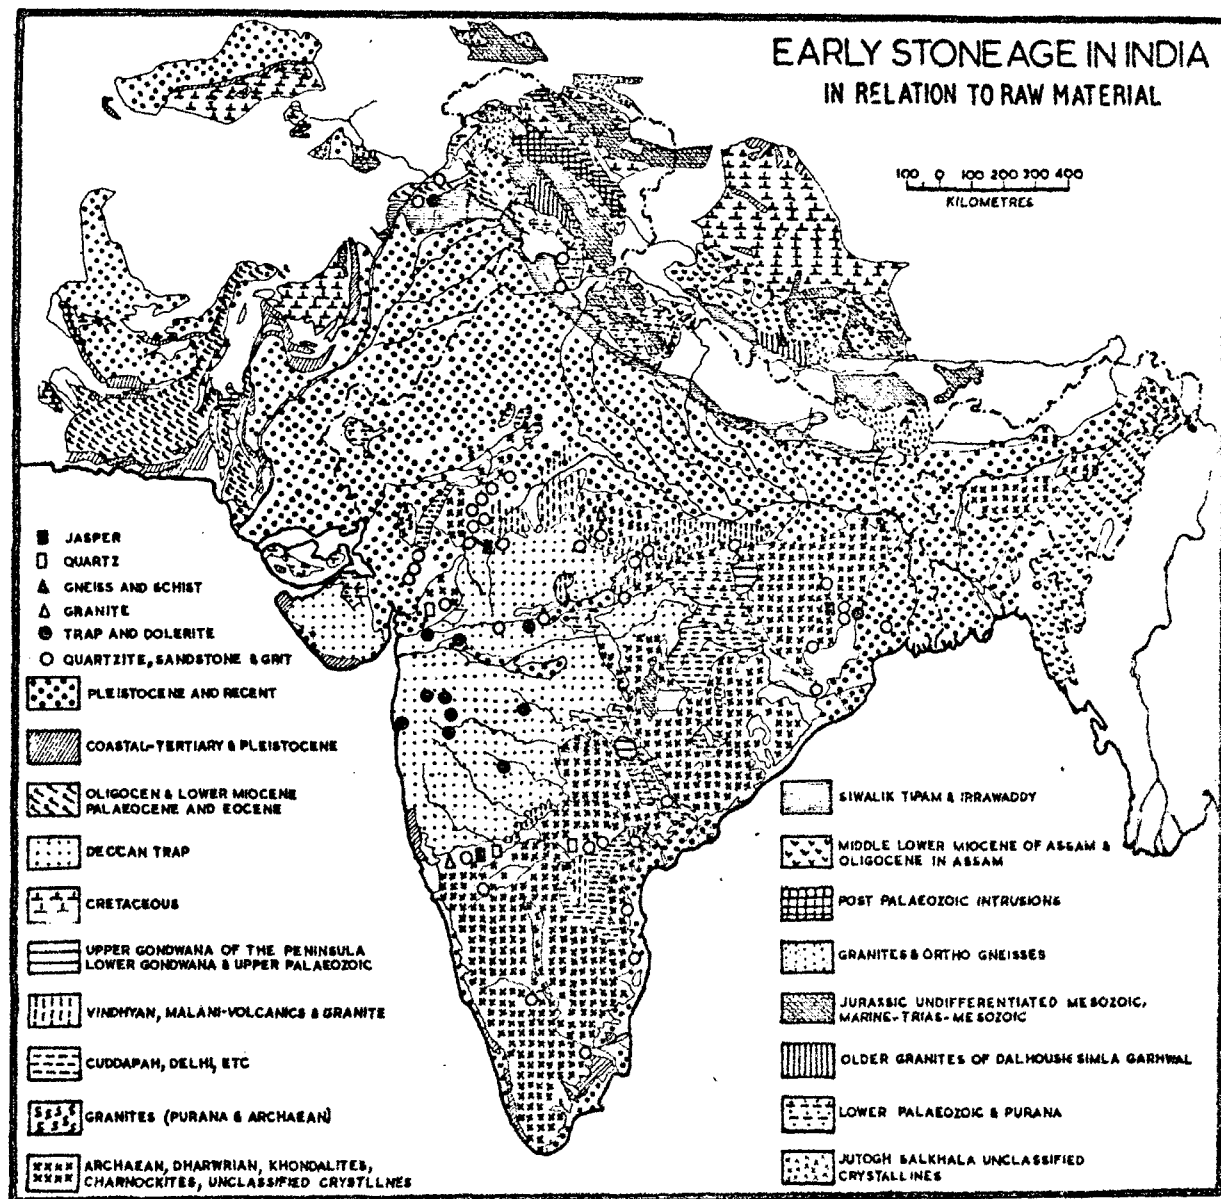 EARLY STONEAGE IN INDIA
IN RELATION TO RAW MATERIAL
100 0 100 200 300 400
KILOMETRES
JASPER
QUARTZ
GNEISS AND SCHIST
GRANITE
TRAP AND DOLERITE
QUARTZITE, SANDSTONE & GRIT
PLEISTOCENE AND RECENT
COASTAL-TERTIARY & PLEISTOCENE
OLIGOCEN & LOWER MIOCENE
PALAEOCENE AND EOCENE
DECCAN TRAP
CRETACEOUS
UPPER GONDWANA OF THE PENINSULA
LOWER GONDWANA & UPPER PALAEOZOIC
VINDHYAN, MALANI-VOLCANICS & GRANITE
CUDDAPAH, DELHI, ETC
GRANITES (PURANA & ARCHAEAN)
ARCHAEAN, DHARWRIAN, KHONDALITES,
CHARNOCKITES, UNCLASSIFIED CRYSTLLNES
SIWALIK TIPAM & IRRAWADDY
MIDDLE LOWER MIOCENE OF ASSAM &
OLIGOCENE IN ASSAM
POST PALAEOZOIC INTRUSIONS
GRANITES & ORTHO GNEISSES
JURASSIC UNDIFFERENTIATED MESOZOIC,
MARINE-TRIAS-MESOZOIC
OLDER GRANITES OF DALHOUSIE SIMLA GARHWAL
LOWER PALAEOZOIC & PURANA
JUTOGH SALKHALA UNCLASSIFIED
CRYSTALLINES